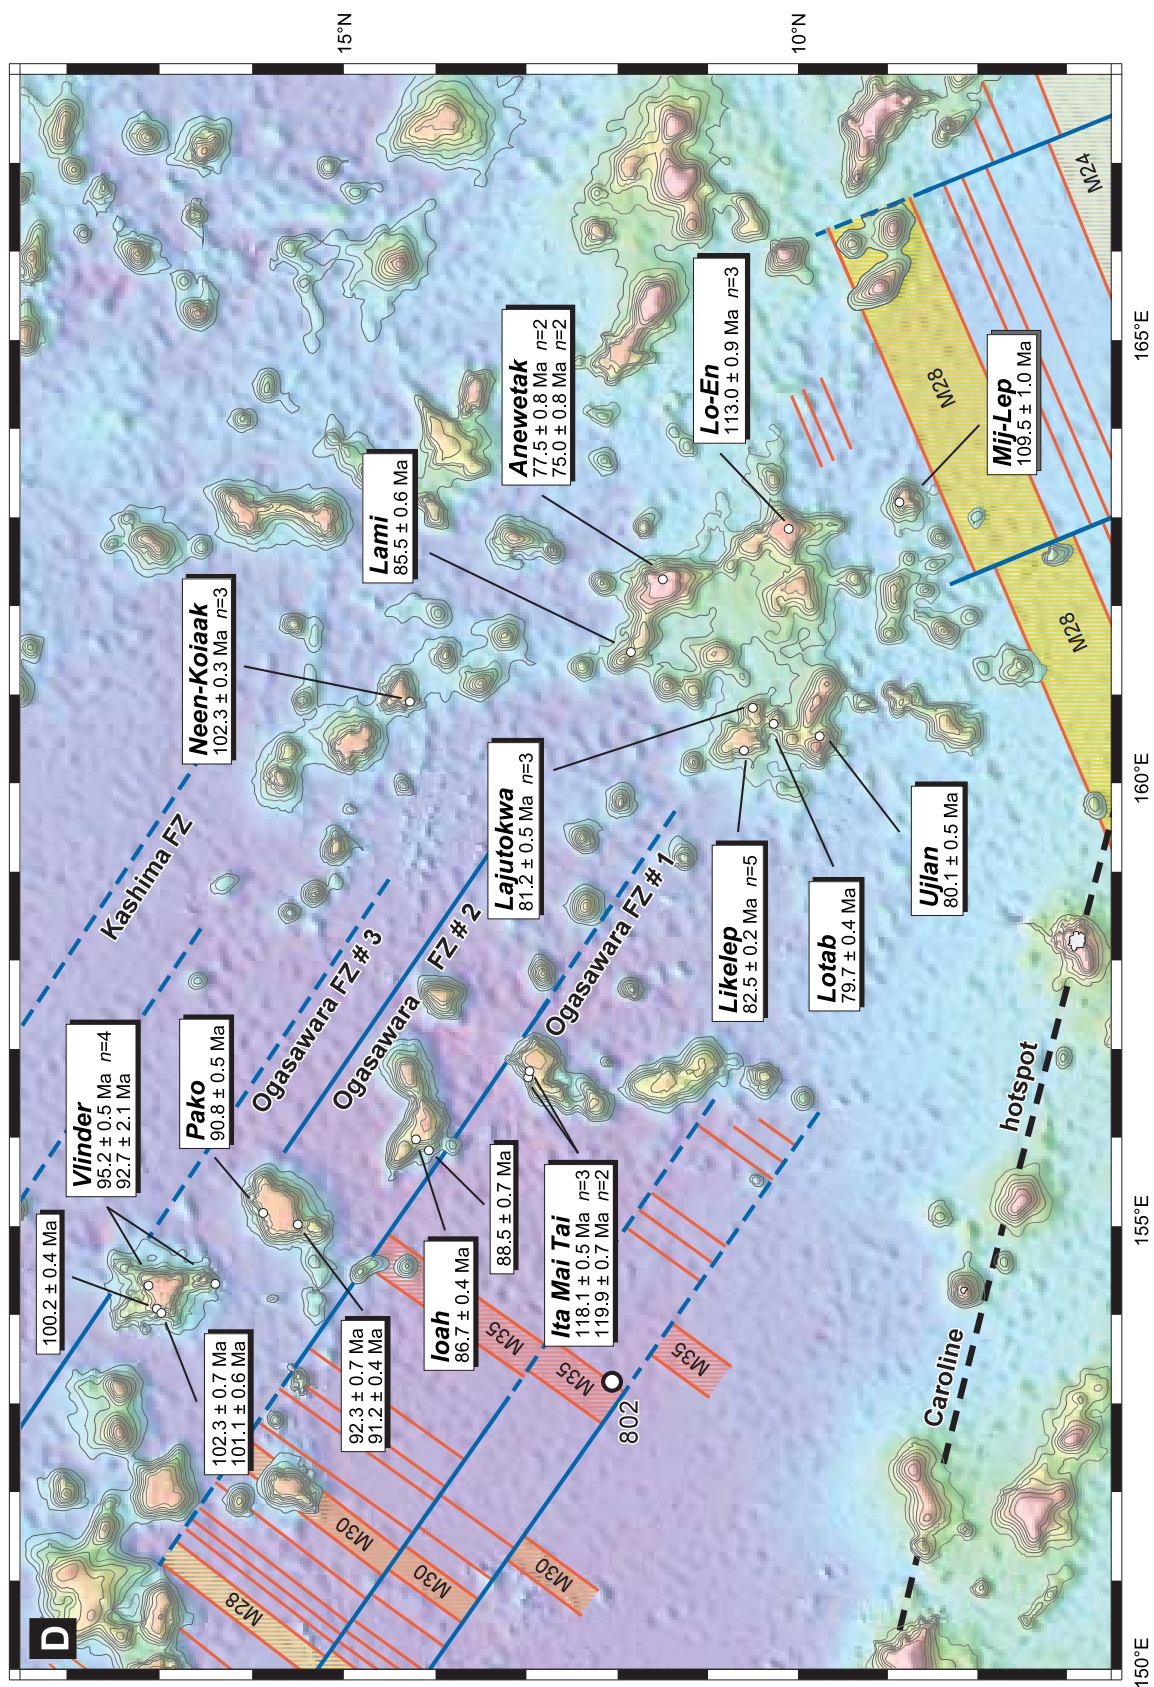 D
15°N
10°N
150°E
155°E
160°E
165°E
Kashima FZ
Ogasawara FZ # 3
Ogasawara FZ # 2
Ogasawara FZ # 1
Caroline hotspot
Vlinder
95.2 ± 0.5 Ma n=4
92.7 ± 2.1 Ma
100.2 ± 0.4 Ma
102.3 ± 0.7 Ma
101.1 ± 0.6 Ma
Pako
90.8 ± 0.5 Ma
92.3 ± 0.7 Ma
91.2 ± 0.4 Ma
Ioah
86.7 ± 0.4 Ma
88.5 ± 0.7 Ma
Ita Mai Tai
118.1 ± 0.5 Ma n=3
119.9 ± 0.7 Ma n=2
Neen-Koiaak
102.3 ± 0.3 Ma n=3
Lami
85.5 ± 0.6 Ma
Anewetak
77.5 ± 0.8 Ma n=2
75.0 ± 0.8 Ma n=2
Lo-En
113.0 ± 0.9 Ma n=3
Mij-Lep
109.5 ± 1.0 Ma
Lajutokwa
81.2 ± 0.5 Ma n=3
Likelep
82.5 ± 0.2 Ma n=5
Lotab
79.7 ± 0.4 Ma
Ujlan
80.1 ± 0.5 Ma
802
M28
M30
M30
M30
M35
M35
M35
M28
M28
M24